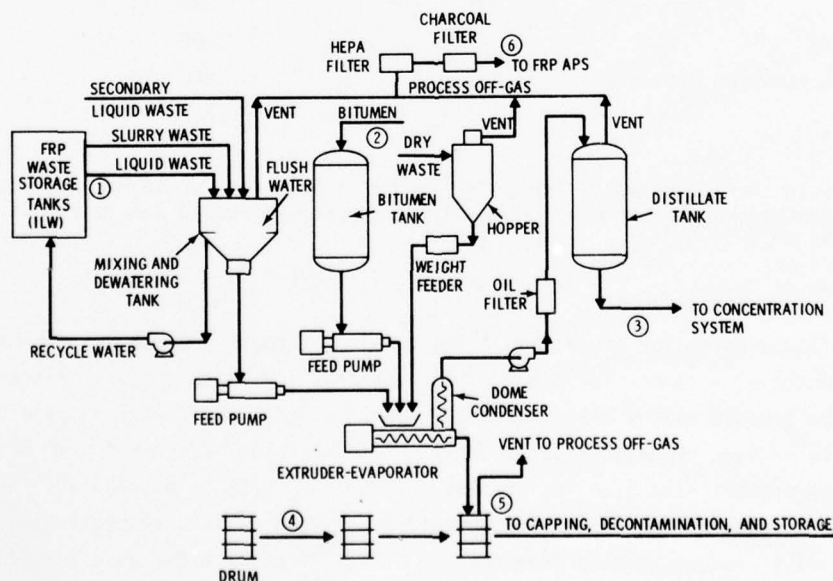 CHARCOAL
FILTER
HEPA
FILTER
⑥
TO FRP APS
PROCESS OFF-GAS
SECONDARY
LIQUID WASTE
VENT
BITUMEN
②
VENT
VENT
SLURRY WASTE
LIQUID WASTE
①
FRP
WASTE
STORAGE
TANKS
(ILW)
FLUSH
WATER
DRY
WASTE
BITUMEN
TANK
HOPPER
DISTILLATE
TANK
MIXING AND
DEWATERING
TANK
WEIGHT
FEEDER
OIL
FILTER
TO CONCENTRATION
SYSTEM
③
RECYCLE WATER
FEED PUMP
FEED PUMP
DOME
CONDENSER
EXTRUDER-EVAPORATOR
VENT TO PROCESS OFF-GAS
④
⑤
TO CAPPING, DECONTAMINATION, AND STORAGE
DRUM